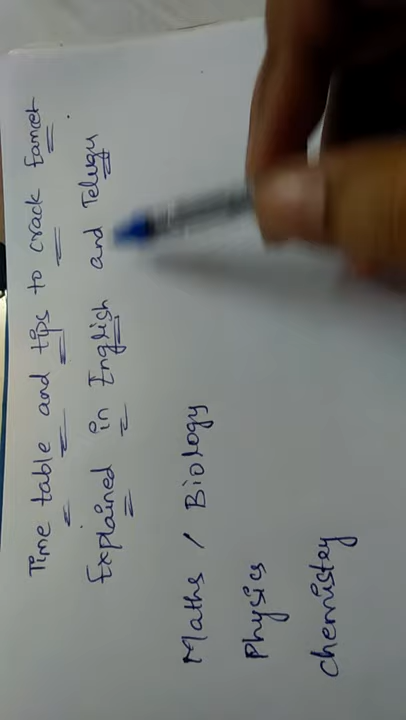 Time table and tips to crack Eamcet
Explained in English and Telugu
Maths / Biology
Physics
chemistry